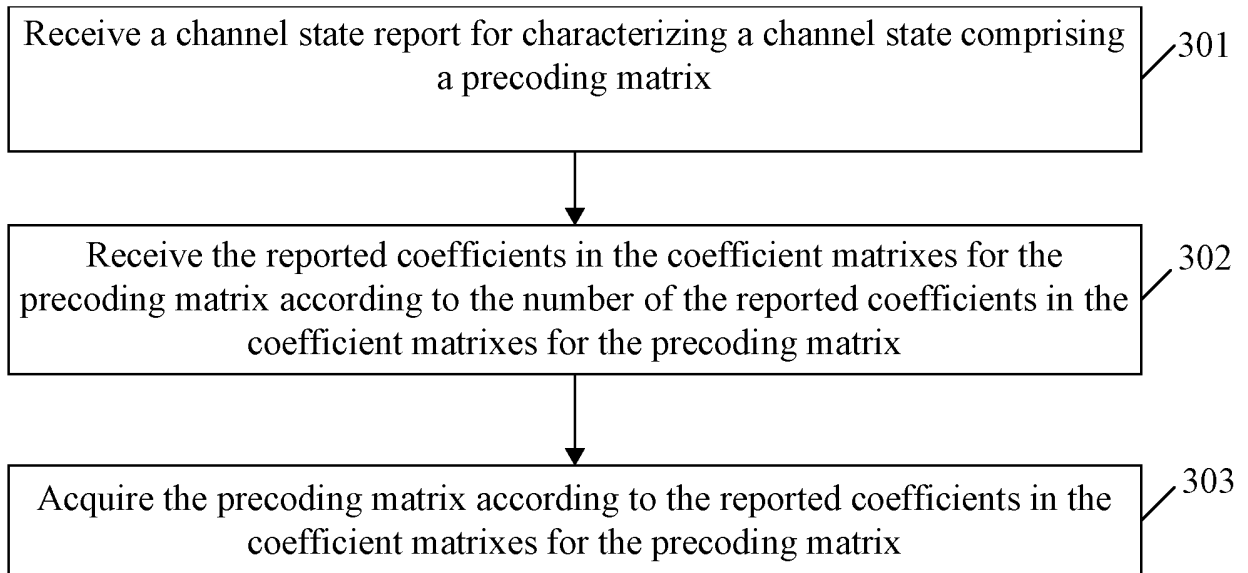 Receive a channel state report for characterizing a channel state comprising
a precoding matrix
301
Receive the reported coefficients in the coefficient matrixes for the
precoding matrix according to the number of the reported coefficients in the
coefficient matrixes for the precoding matrix
302
Acquire the precoding matrix according to the reported coefficients in the
coefficient matrixes for the precoding matrix
303